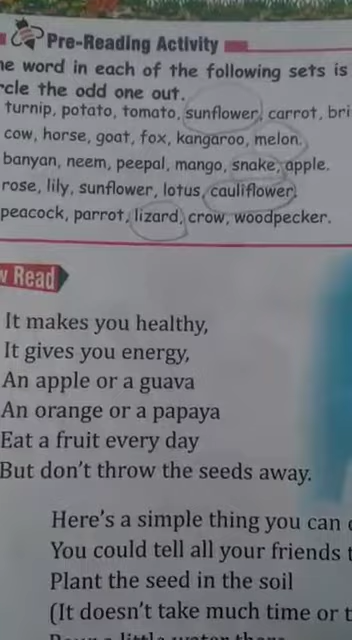 Pre-Reading Activity
word in each of the following sets is
the odd one out.
turnip, potato, tomato, sunflower, carrot,
cow, horse, goat, fox, kangaroo, melon.
banyan, neem, peepal, mango, snake, apple.
rose, lily, sunflower, lotus, cauliflower.
peacock, parrot, lizard, crow, woodpecker.
Read
It makes you healthy,
It gives you energy,
An apple or a guava
An orange or a papaya
Eat a fruit every day
But don't throw the seeds away.
Here's a simple thing you can
You could tell all your friends
Plant the seed in the soil
(It doesn't take much time or